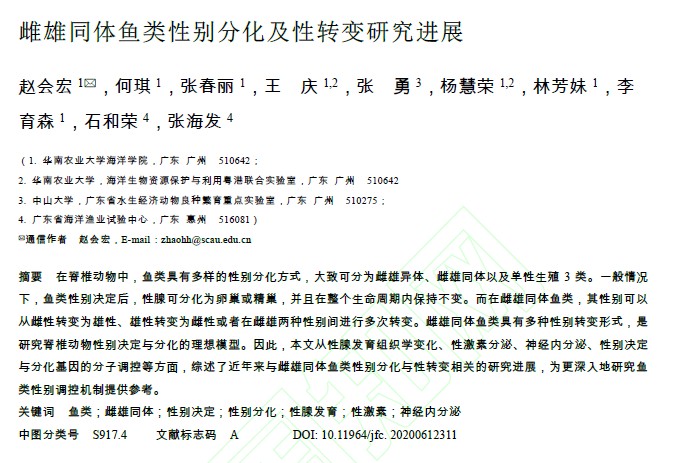 雌雄同体鱼类性别分化及性转变研究进展
赵会宏 1✉，何琪 1，张春丽 1，王 庆 1,2，张 勇 3，杨慧荣 1,2，林芳妹 1，李
育森 1，石和荣 4，张海发 4
（1. 华南农业大学海洋学院，广东 广州 510642；
2. 华南农业大学，海洋生物资源保护与利用粤港联合实验室，广东 广州 510642
3. 中山大学，广东省水生经济动物良种繁育重点实验室，广东 广州 510275；
4. 广东省海洋渔业试验中心，广东 惠州 516081）
✉通信作者 赵会宏，E-mail：zhaohh@scau.edu.cn
摘要 在脊椎动物中，鱼类具有多样的性别分化方式，大致可分为雌雄异体、雌雄同体以及单性生殖 3 类。一般情况
下，鱼类性别决定后，性腺可分化为卵巢或精巢，并且在整个生命周期内保持不变。而在雌雄同体鱼类，其性别可以
从雌性转变为雄性、雄性转变为雌性或者在雌雄两种性别间进行多次转变。雌雄同体鱼类具有多种性别转变形式，是
研究脊椎动物性别决定与分化的理想模型。因此，本文从性腺发育组织学变化、性激素分泌、神经内分泌、性别决定
与分化基因的分子调控等方面，综述了近年来与雌雄同体鱼类性别分化与性转变相关的研究进展，为更深入地研究鱼
类性别调控机制提供参考。
关键词 鱼类；雌雄同体；性别决定；性别分化；性腺发育；性激素；神经内分泌
中图分类号 S917.4 文献标志码 A DOI: 10.11964/jfc. 20200612311